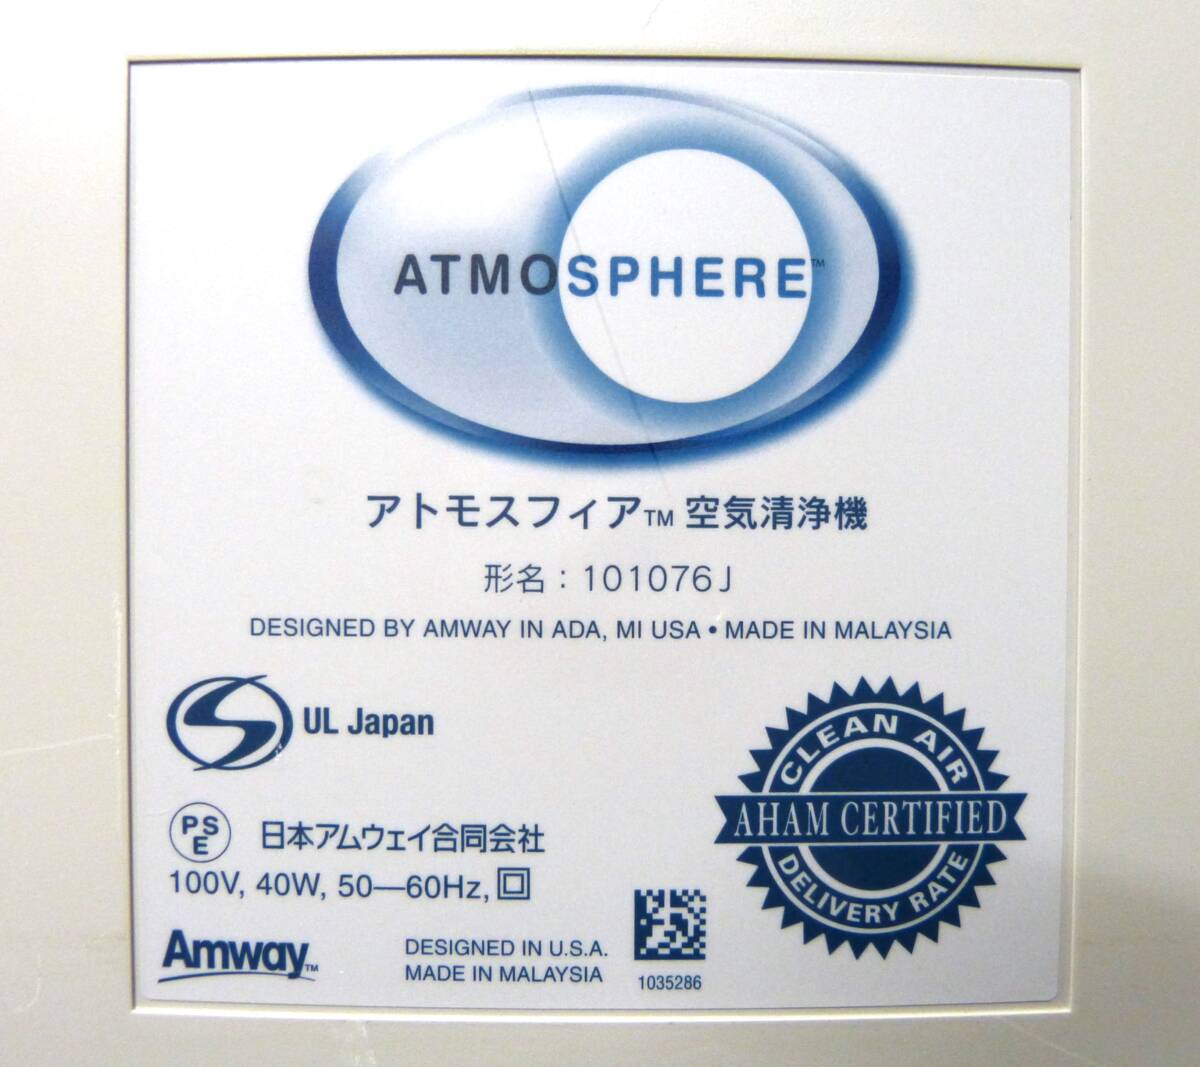 ATMOSPHERE™
アトモスフィア™ 空気清浄機
形名：101076J
DESIGNED BY AMWAY IN ADA, MI USA • MADE IN MALAYSIA
S UL Japan
CLEAN AIR
AHAM CERTIFIED
DELIVERY RATE
PS
E
日本アムウェイ合同会社
100V, 40W, 50—60Hz,
Amway™
DESIGNED IN U.S.A.
MADE IN MALAYSIA
1035286